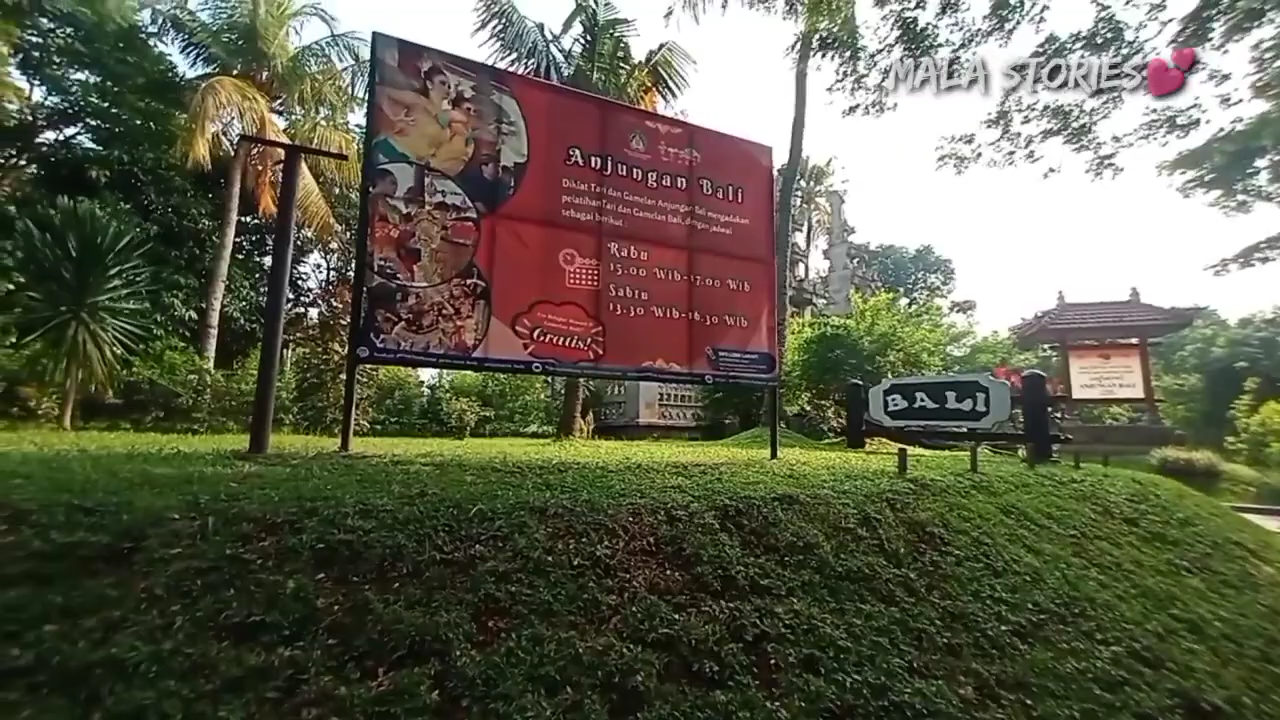 MALA STORIES💕
Anjungan Bali
Diklat Tari dan Gamelan Anjungan Bali mengadakan
pelatihan Tari dan Gamelan Bali, dengan jadwal
sebagai berikut :
Rabu
15.00 Wib-17.00 Wib
Sabtu
13.30 Wib-16.30 Wib
Gratis!
BALI
ANJUNGAN BALI